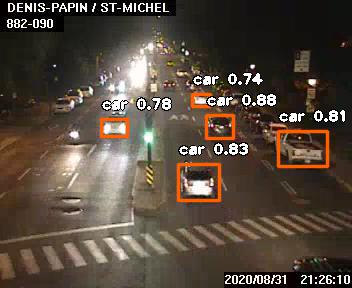 DENIS-PAPIN / ST-MICHEL
882-090
car 0.74
car 0.78
car 0.88
car 0.81
car 0.83
2020/08/31 21:26:10